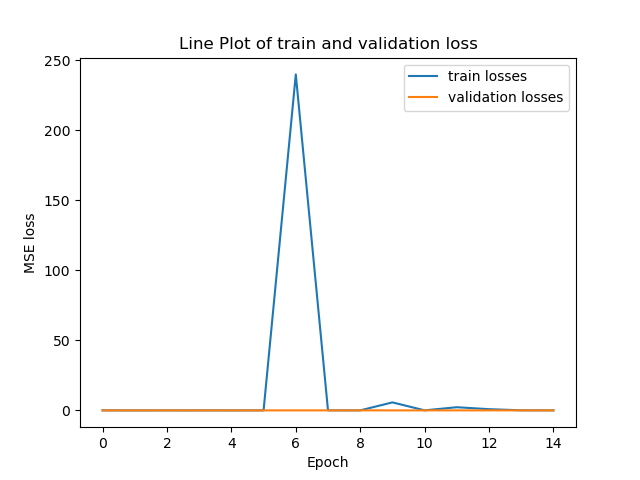 Line Plot of train and validation loss
train losses
validation losses
250
200
150
100
50
0
MSE loss
0 2 4 6 8 10 12 14
Epoch